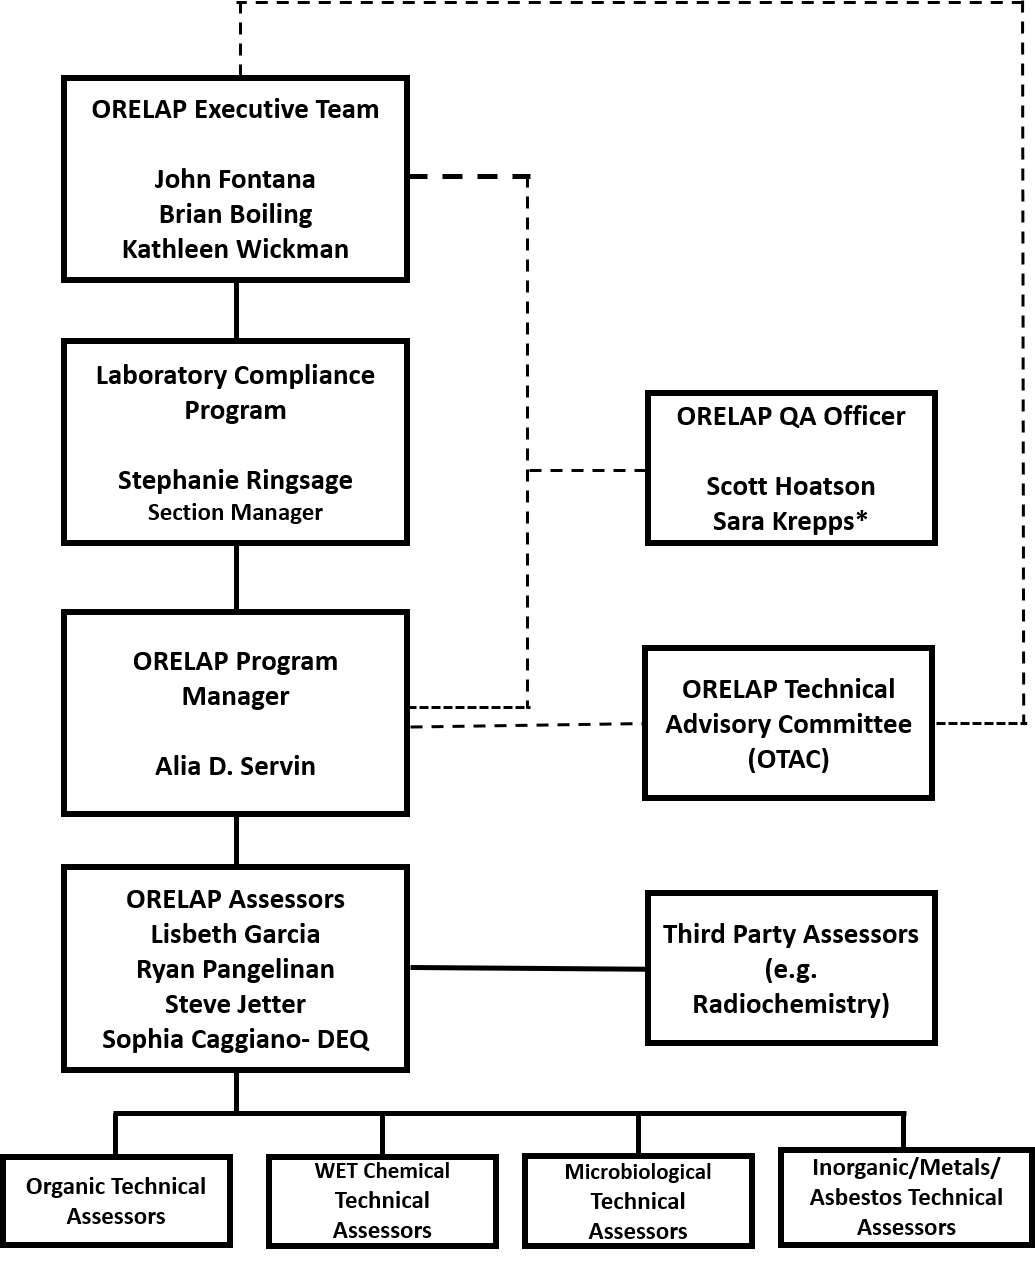 ORELAP Executive Team
John Fontana
Brian Boiling
Kathleen Wickman
Laboratory Compliance
Program
Stephanie Ringsage
Section Manager
ORELAP QA Officer
Scott Hoatson
Sara Krepps*
ORELAP Program
Manager
Alia D. Servin
ORELAP Technical
Advisory Committee
(OTAC)
ORELAP Assessors
Lisbeth Garcia
Ryan Pangelinan
Steve Jetter
Sophia Caggiano- DEQ
Third Party Assessors
(e.g.
Radiochemistry)
Organic Technical
Assessors
WET Chemical
Technical
Assessors
Microbiological
Technical
Assessors
Inorganic/Metals/
Asbestos Technical
Assessors